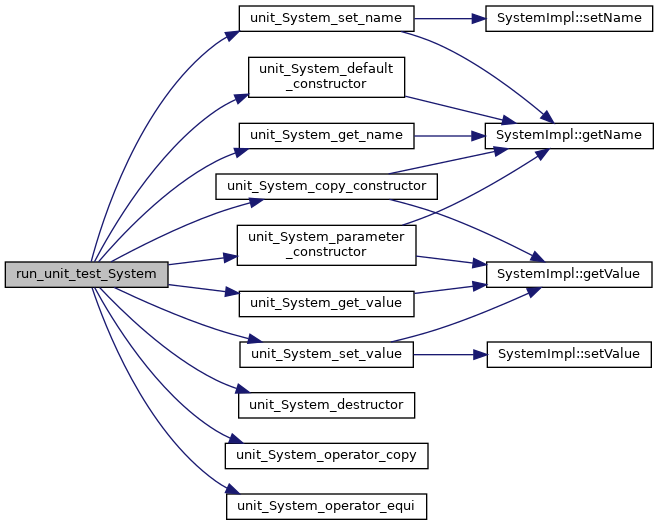 unit_System_set_name
SystemImpl::setName
unit_System_default
_constructor
unit_System_get_name
SystemImpl::getName
unit_System_copy_constructor
unit_System_parameter
_constructor
run_unit_test_System
SystemImpl::getValue
unit_System_get_value
unit_System_set_value
SystemImpl::setValue
unit_System_destructor
unit_System_operator_copy
unit_System_operator_equi